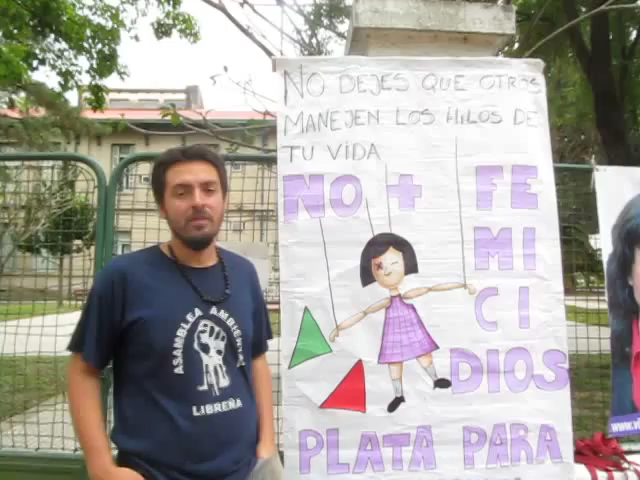 NO DEJES QUE OTROS
MANEJEN LOS HILOS DE
TU VIDA
NO + FE
MI
CI
DIOS
PLATA PARA
ASAMBLEA AMBIENTAL
LIBREÑA